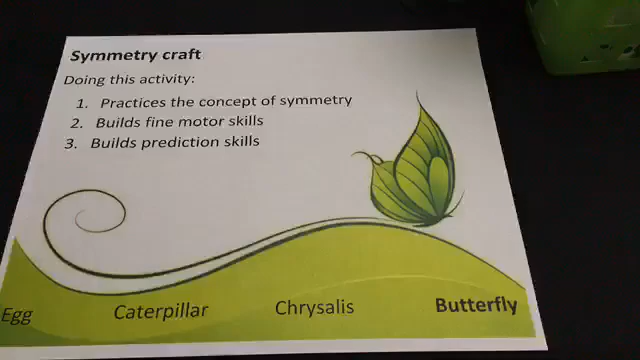 Symmetry craft
Doing this activity:
1. Practices the concept of symmetry
2. Builds fine motor skills
3. Builds prediction skills
Egg Caterpillar Chrysalis Butterfly